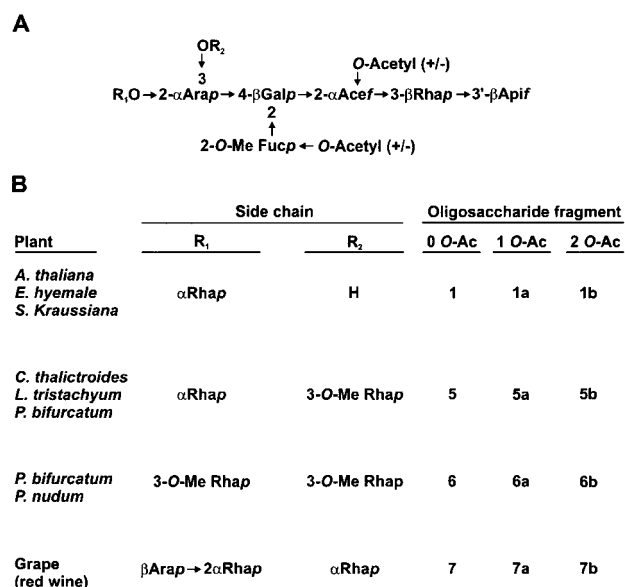 A
OR₂
O-Acetyl (+/-)
3
R₁O→2-αArap→4-βGalp→2-αAcef→3-βRhap→3'-βApif
2
2-O-Me Fucp←O-Acetyl (+/-)
B
Side chain Oligosaccharide fragment
Plant R₁ R₂ 0 O-Ac 1 O-Ac 2 O-Ac
A. thaliana
E. hyemale αRhap H 1 1a 1b
S. Kraussiana
C. thalictroides
L. tristachyum αRhap 3-O-Me Rhap 5 5a 5b
P. bifurcatum
P. bifurcatum 3-O-Me Rhap 3-O-Me Rhap 6 6a 6b
P. nudum
Grape βArap→2αRhap αRhap 7 7a 7b
(red wine)